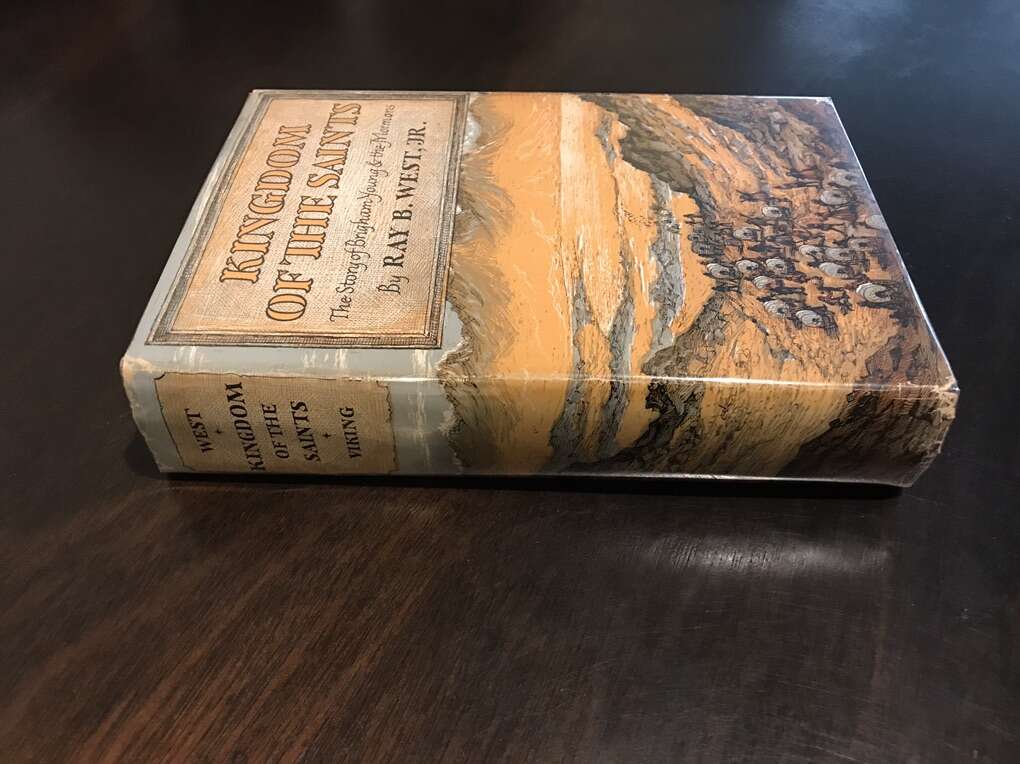 KINGDOM
OF THE SAINTS
The Story of Brigham Young & the Mormons
By RAY B. WEST, JR.
WEST
KINGDOM
OF THE
SAINTS
VIKING